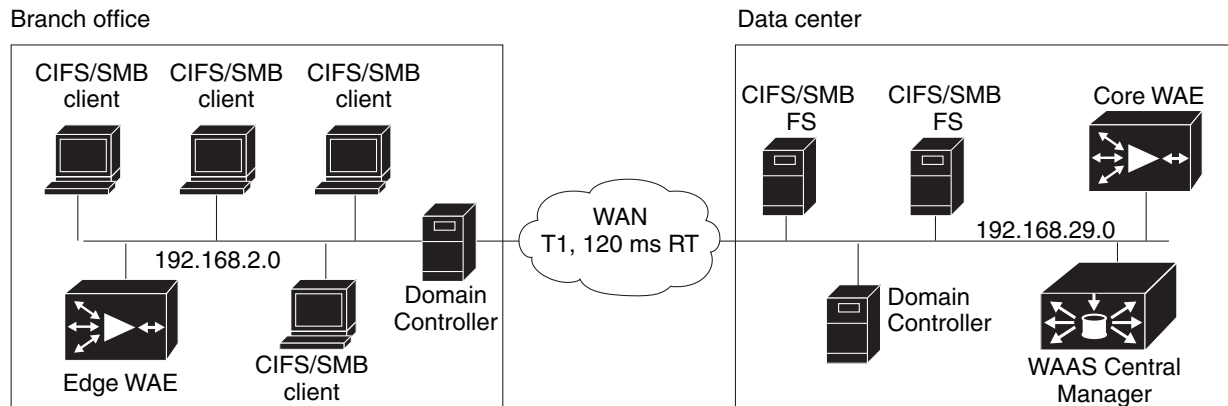 Branch office
CIFS/SMB
client
CIFS/SMB
client
CIFS/SMB
client
192.168.2.0
Edge WAE
CIFS/SMB
client
Domain
Controller
WAN
T1, 120 ms RT
Data center
CIFS/SMB
FS
CIFS/SMB
FS
Core WAE
192.168.29.0
Domain
Controller
WAAS Central
Manager